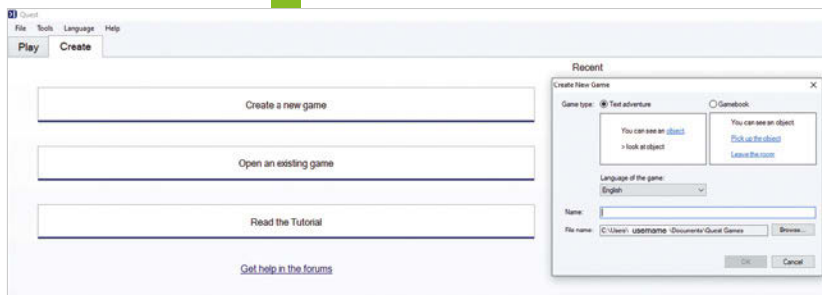 Quest
File Tools Language Help
Play Create
Create a new game
Open an existing game
Read the Tutorial
Get help in the forums
Recent
Create New Game
Game type: Text adventure Gamebook
You can see an object.
> look at object
You can see an object.
Pick up the object
Leave the room
Language of the game:
English
Name:
File name: C:\Users\ username \Documents\Quest Games Browse...
OK Cancel